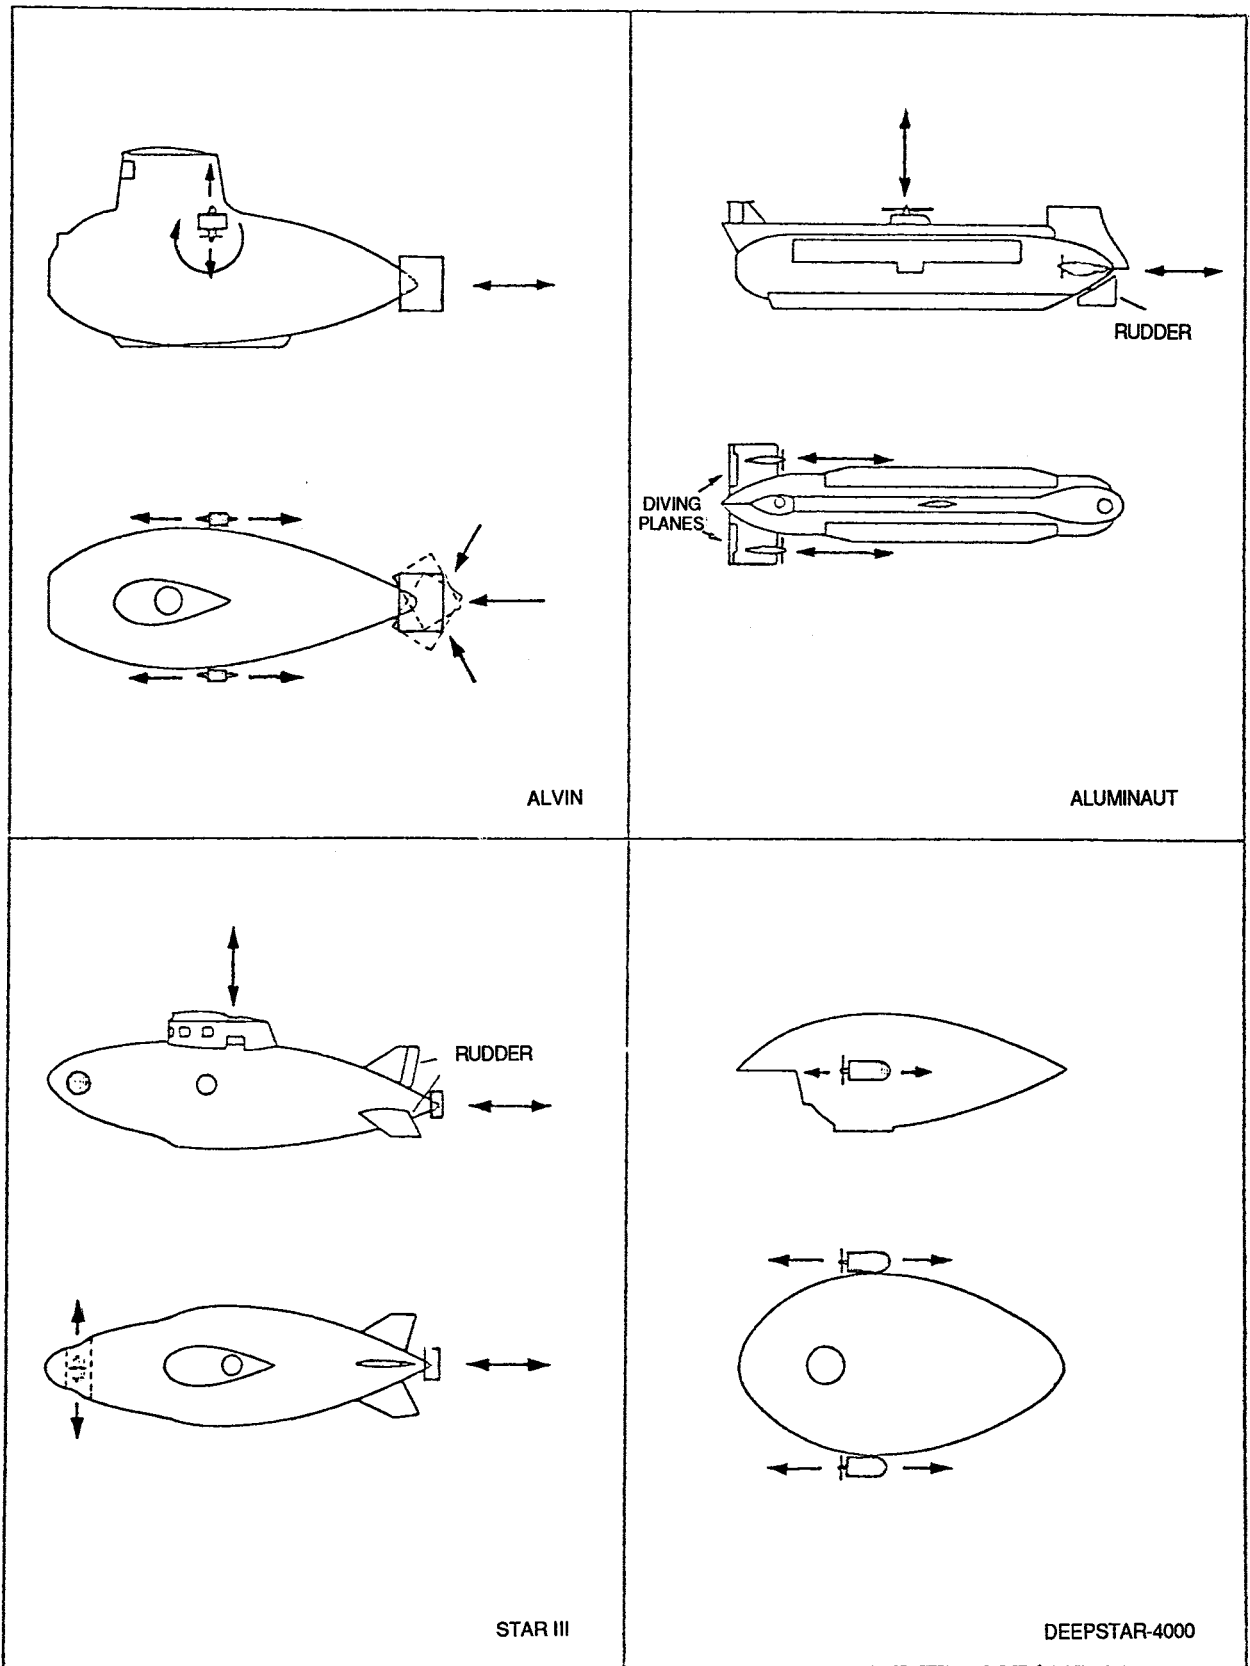 RUDDER
DIVING
PLANES
ALVIN
ALUMINAUT
RUDDER
STAR III
DEEPSTAR-4000